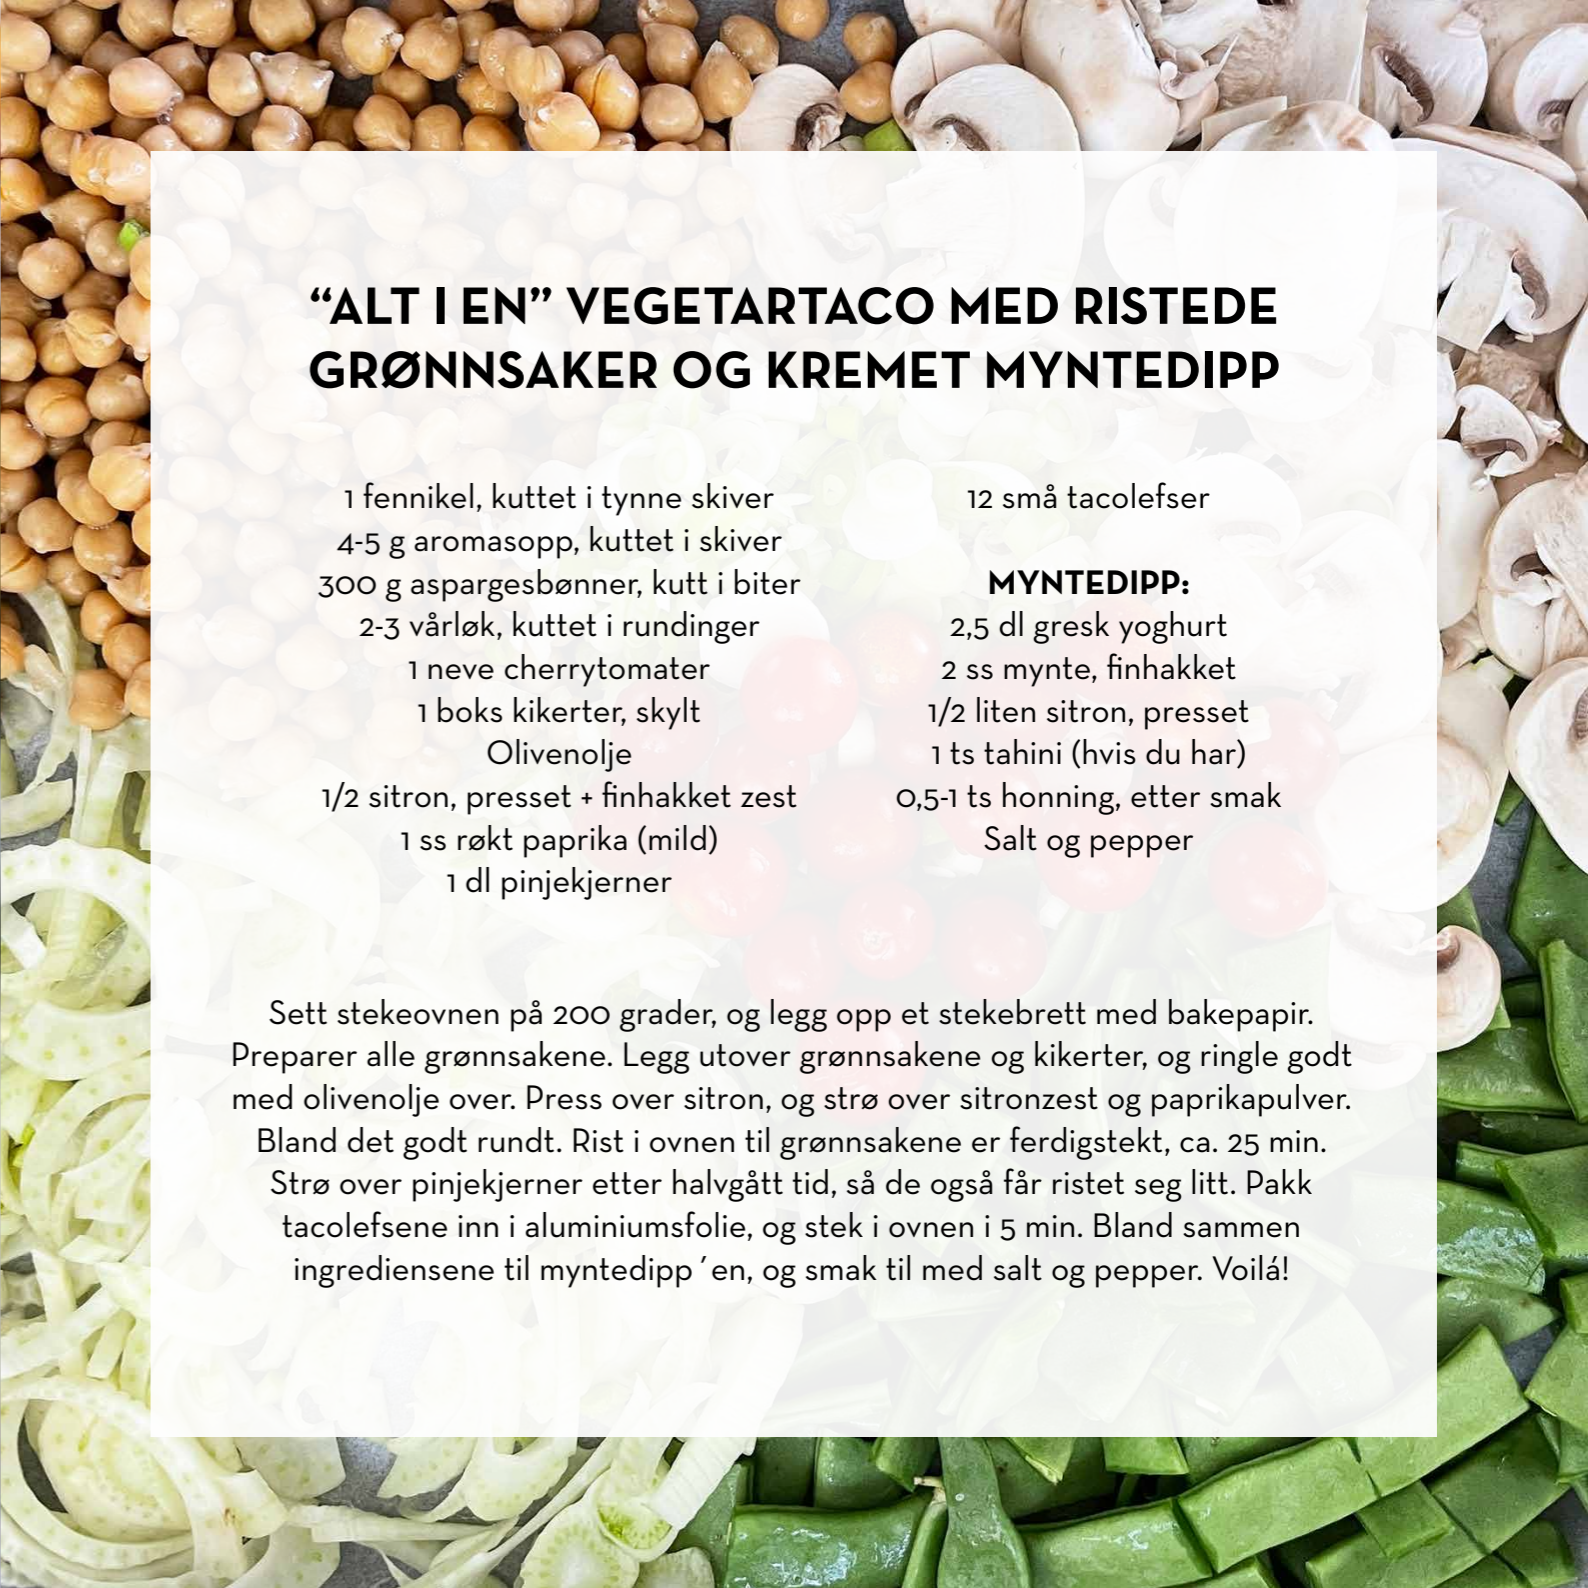 “ALT I EN” VEGETARTACO MED RISTEDE
GRØNNSAKER OG KREMET MYNTEDIPP
1 fennikel, kuttet i tynne skiver
4-5 g aromasopp, kuttet i skiver
300 g aspargesbønner, kutt i biter
2-3 vårløk, kuttet i rundinger
1 neve cherrytomater
1 boks kikerter, skylt
Olivenolje
1/2 sitron, presset + finhakket zest
1 ss røkt paprika (mild)
1 dl pinjekjerner
12 små tacolefser
MYNTEDIPP:
2,5 dl gresk yoghurt
2 ss mynte, finhakket
1/2 liten sitron, presset
1 ts tahini (hvis du har)
0,5-1 ts honning, etter smak
Salt og pepper
Sett stekeovnen på 200 grader, og legg opp et stekebrett med bakepapir.
Preparer alle grønnsakene. Legg utover grønnsakene og kikerter, og ringle godt
med olivenolje over. Press over sitron, og strø over sitronzest og paprikapulver.
Bland det godt rundt. Rist i ovnen til grønnsakene er ferdigstekt, ca. 25 min.
Strø over pinjekjerner etter halvgått tid, så de også får ristet seg litt. Pakk
tacolefsene inn i aluminiumsfolie, og stek i ovnen i 5 min. Bland sammen
ingrediensene til myntedipp ´en, og smak til med salt og pepper. Voilá!